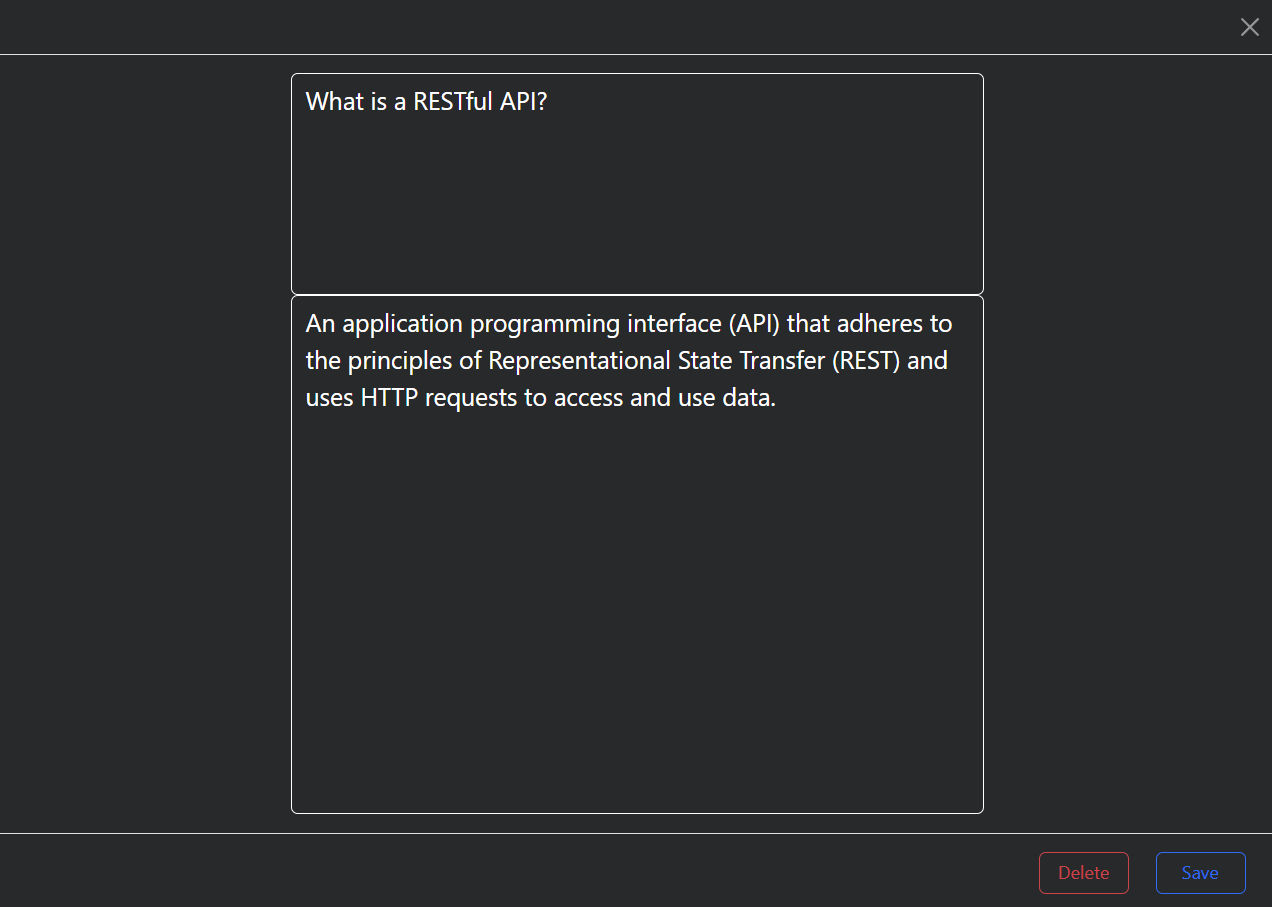 What is a RESTful API?
An application programming interface (API) that adheres to
the principles of Representational State Transfer (REST) and
uses HTTP requests to access and use data.
Delete
Save